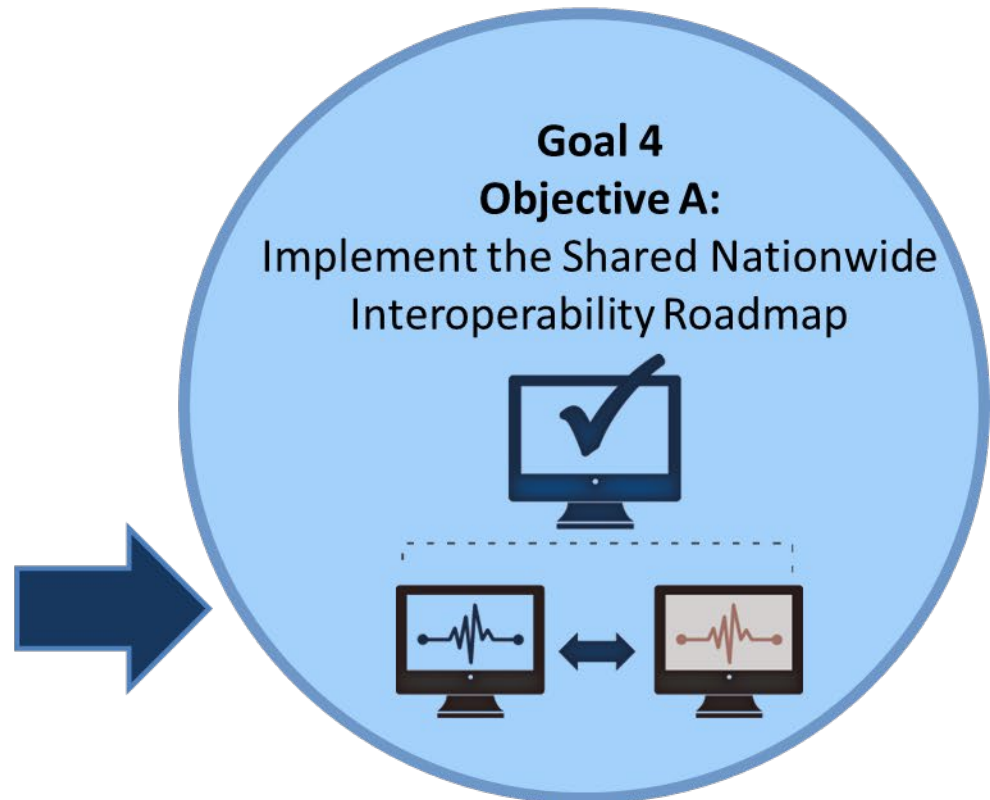 Goal 4
Objective A:
Implement the Shared Nationwide
Interoperability Roadmap